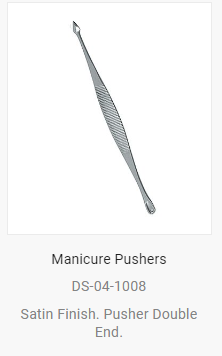 Manicure Pushers
DS-04-1008
Satin Finish. Pusher Double
End.